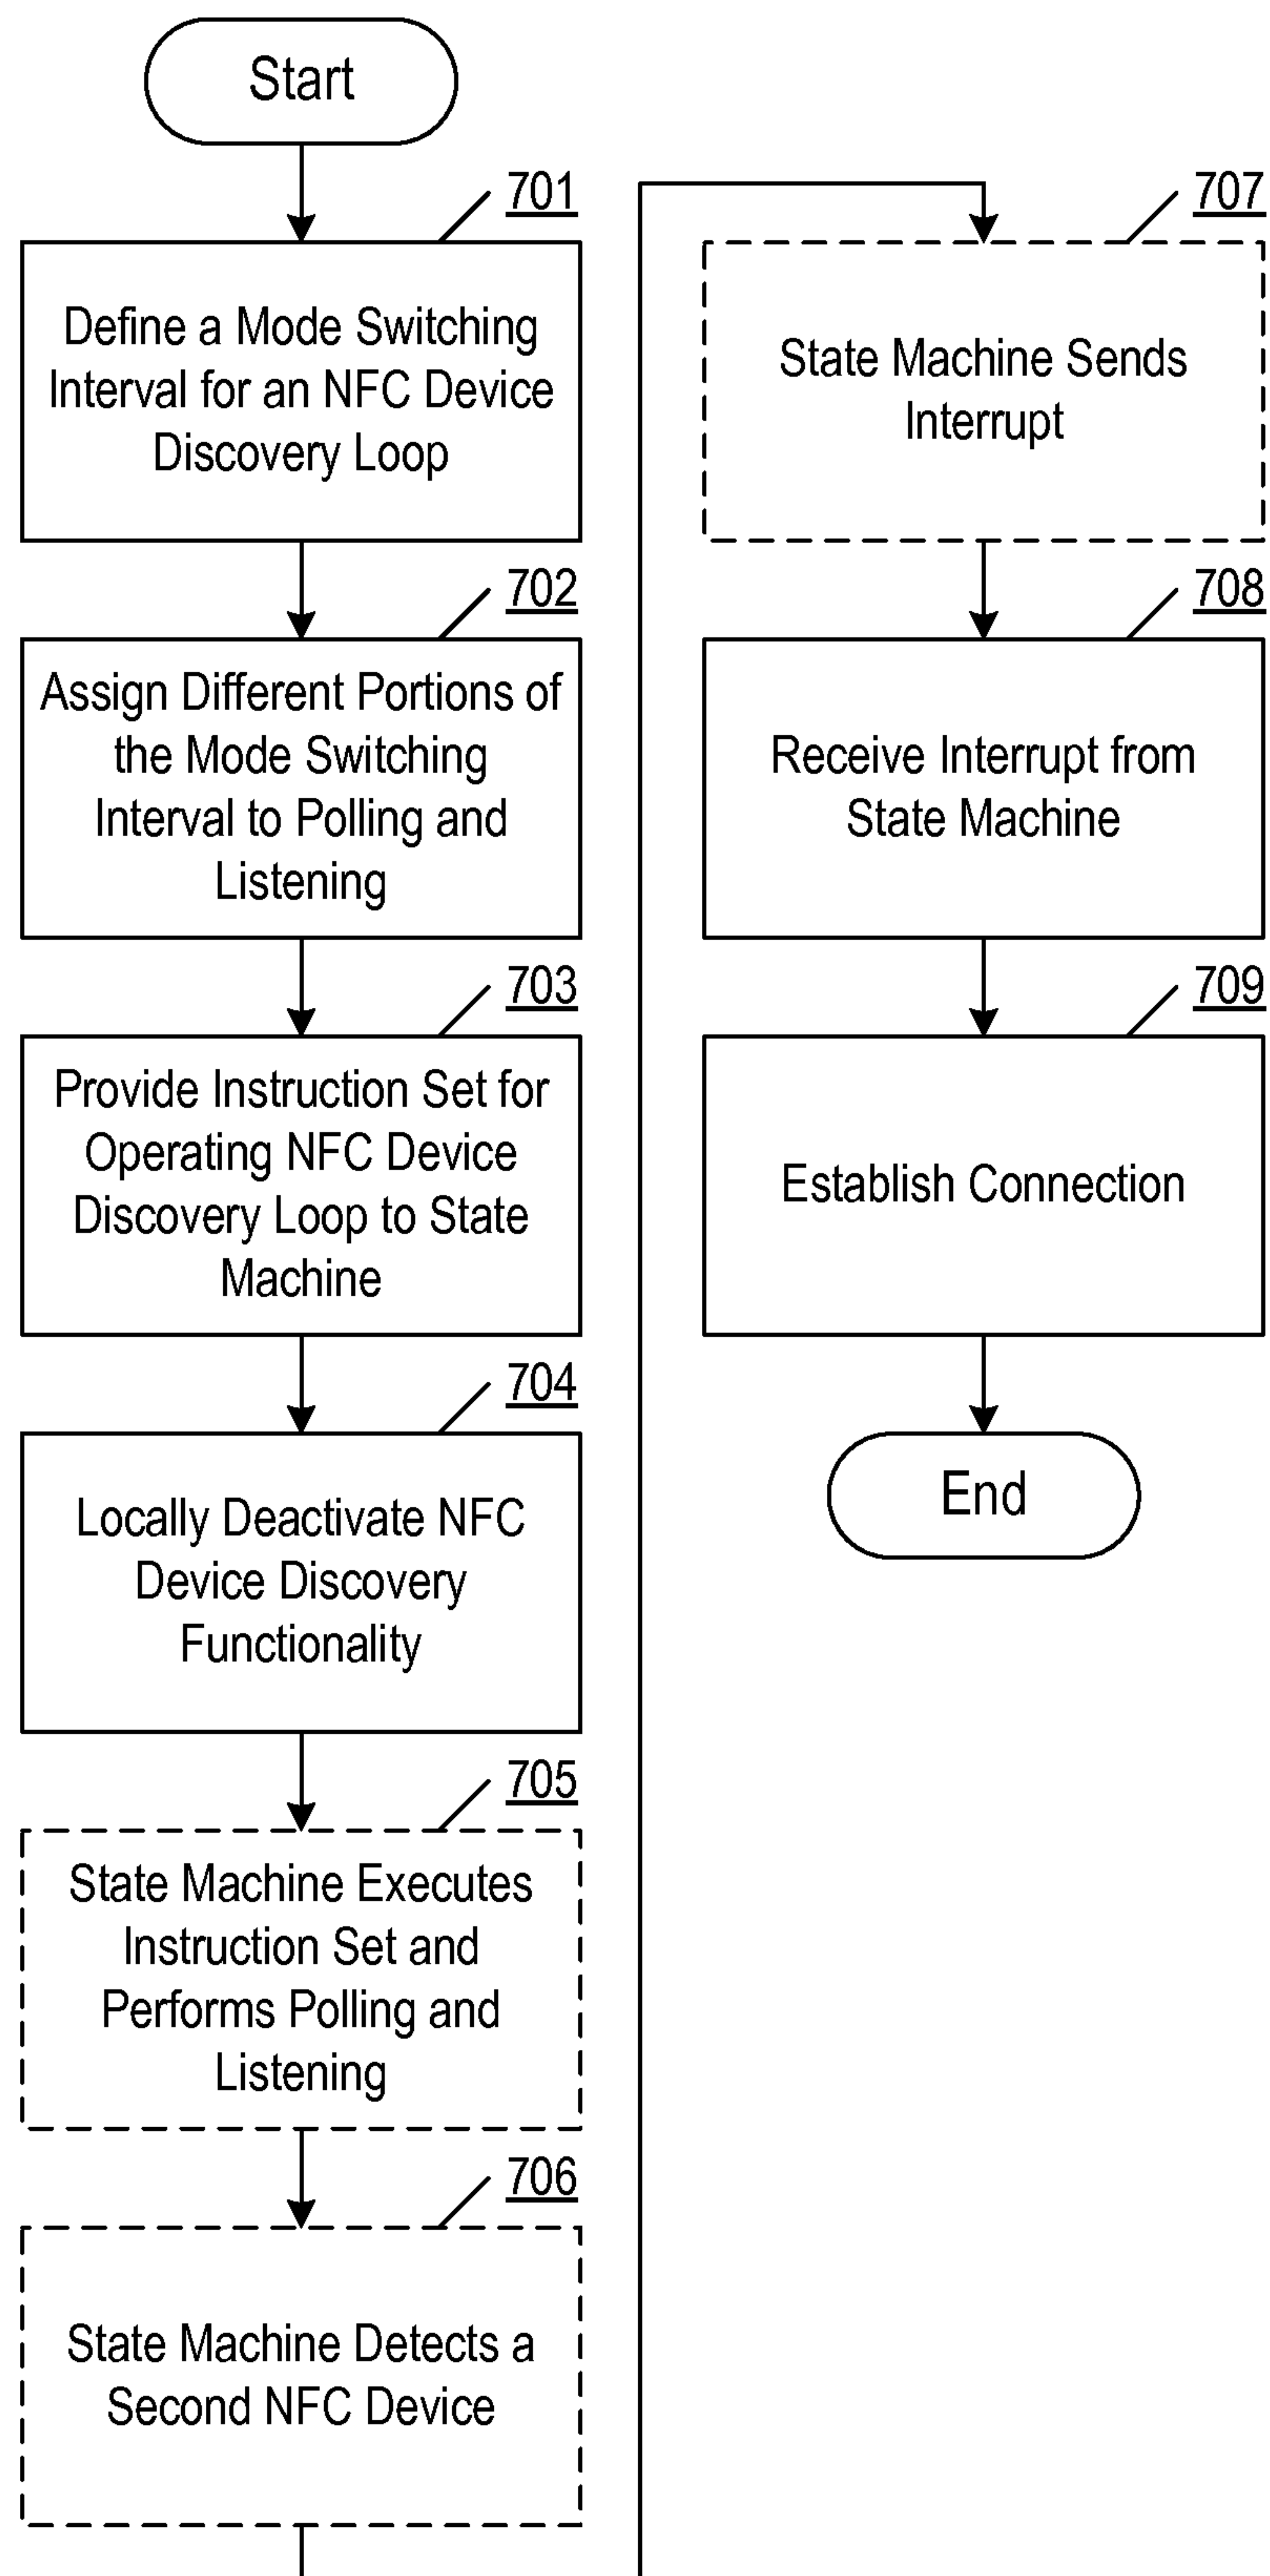 Start
701
Define a Mode Switching
Interval for an NFC Device
Discovery Loop
702
Assign Different Portions of
the Mode Switching
Interval to Polling and
Listening
703
Provide Instruction Set for
Operating NFC Device
Discovery Loop to State
Machine
704
Locally Deactivate NFC
Device Discovery
Functionality
705
State Machine Executes
Instruction Set and
Performs Polling and
Listening
706
State Machine Detects a
Second NFC Device
707
State Machine Sends
Interrupt
708
Receive Interrupt from
State Machine
709
Establish Connection
End